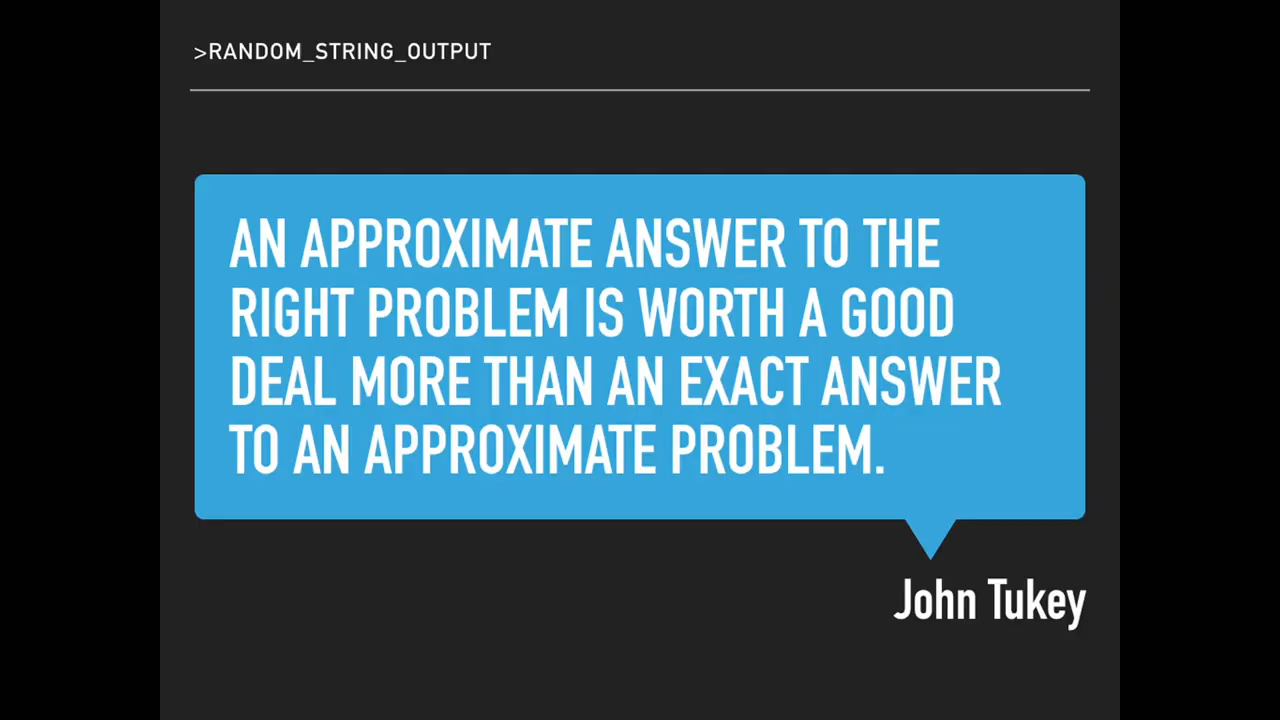 >RANDOM_STRING_OUTPUT
AN APPROXIMATE ANSWER TO THE
RIGHT PROBLEM IS WORTH A GOOD
DEAL MORE THAN AN EXACT ANSWER
TO AN APPROXIMATE PROBLEM.
John Tukey